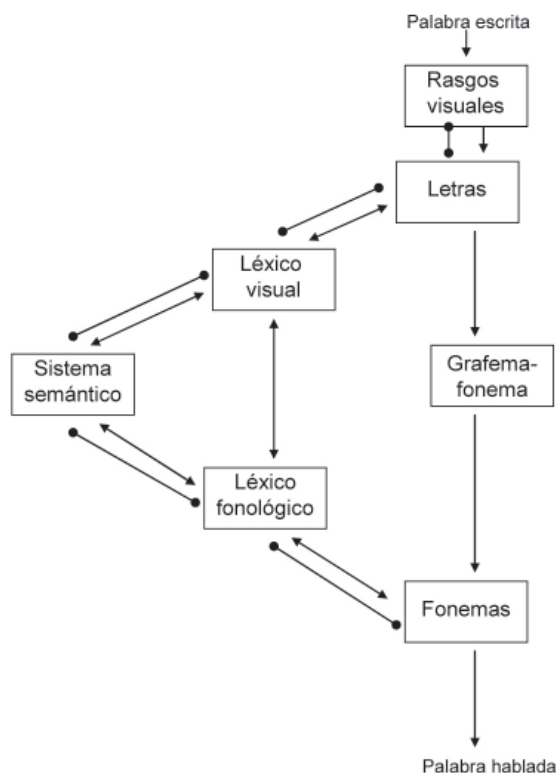 Palabra escrita
Rasgos
visuales
Letras
Léxico
visual
Sistema
semántico
Grafema-
fonema
Léxico
fonológico
Fonemas
Palabra hablada